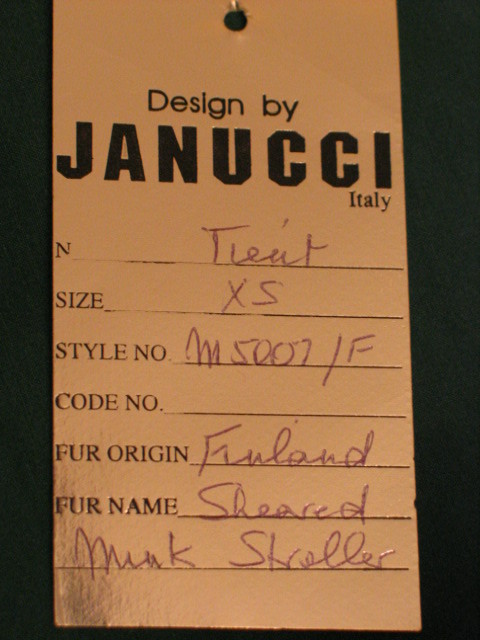 Design by
JANUCCI
Italy
N
SIZE XS
STYLE NO. M5007/F
CODE NO.
FUR ORIGIN Finland
FUR NAME Sheared
Mink Stroller